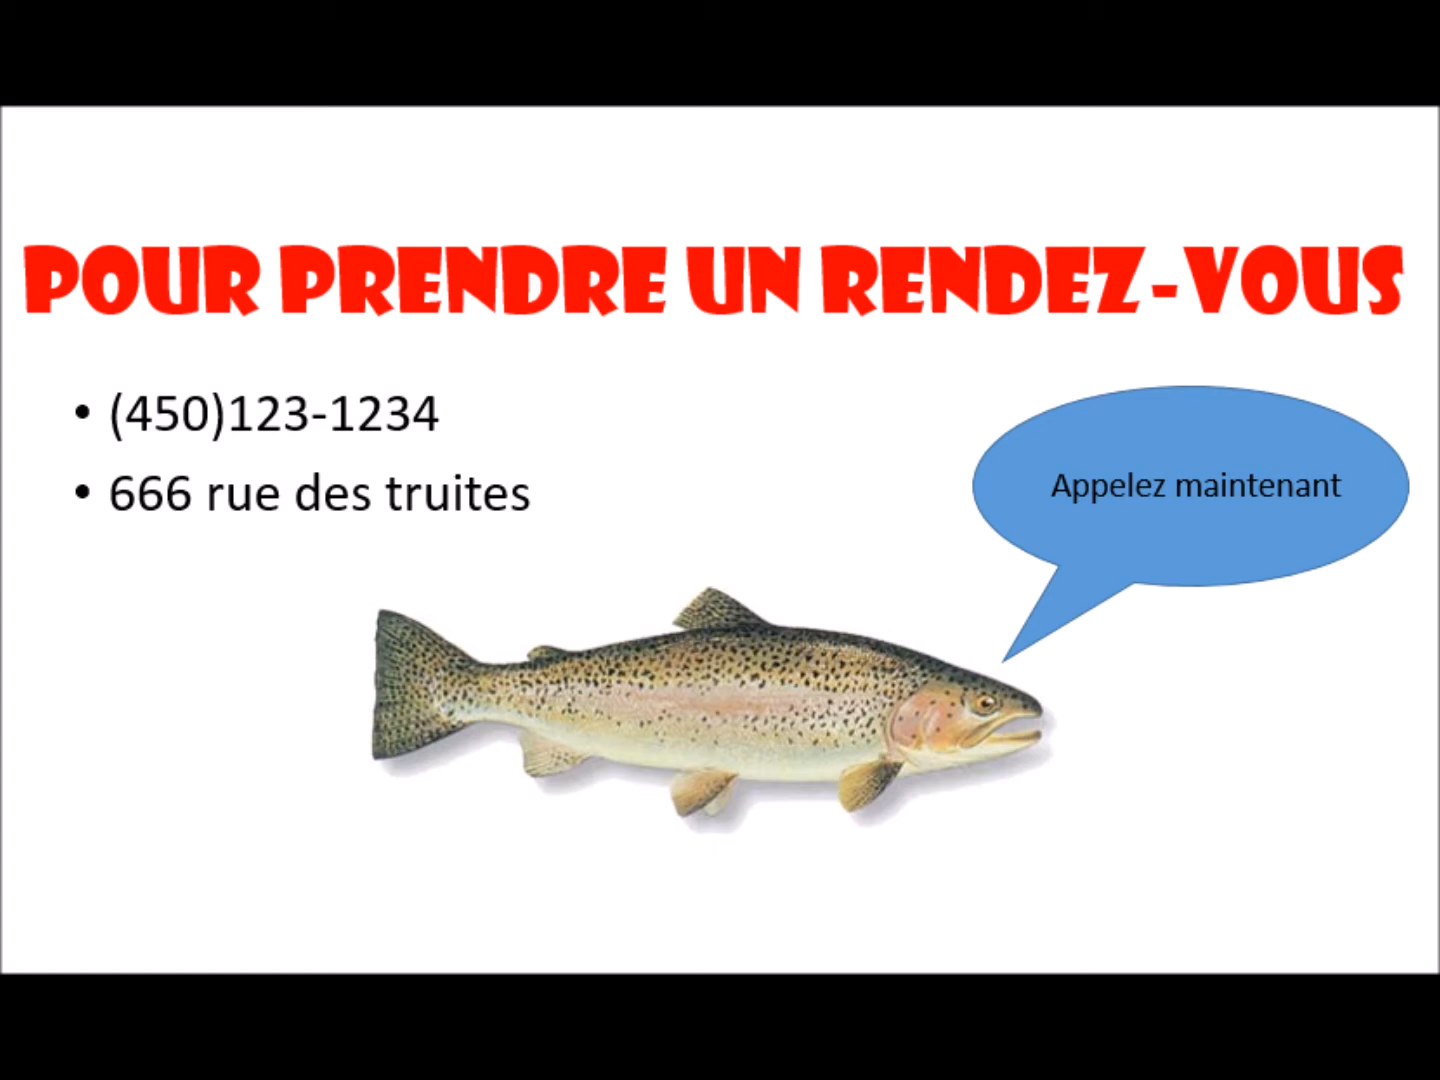 POUR PRENDRE UN RENDEZ-VOUS
• (450)123-1234
• 666 rue des truites
Appelez maintenant